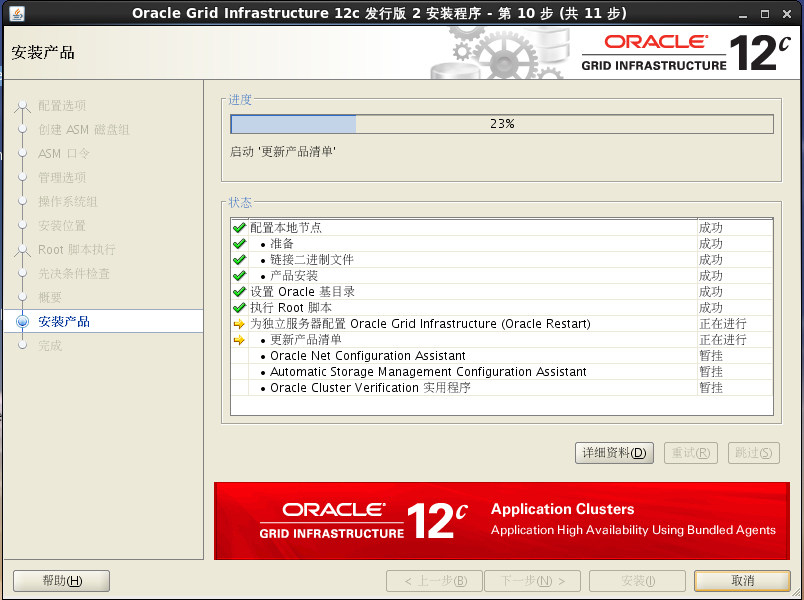 Oracle Grid Infrastructure 12c 发行版 2 安装程序 - 第 10 步 (共 11 步)
安装产品
ORACLE
GRID INFRASTRUCTURE 12c
配置选项
创建 ASM 磁盘组
ASM 口令
管理选项
操作系统组
安装位置
Root 脚本执行
先决条件检查
概要
安装产品
完成
进度
23%
启动 '更新产品清单'
状态
配置本地节点 成功
• 准备 成功
• 链接二进制文件 成功
• 产品安装 成功
设置 Oracle 基目录 成功
执行 Root 脚本 成功
为独立服务器配置 Oracle Grid Infrastructure (Oracle Restart) 正在进行
• 更新产品清单 正在进行
• Oracle Net Configuration Assistant 暂挂
• Automatic Storage Management Configuration Assistant 暂挂
• Oracle Cluster Verification 实用程序 暂挂
详细资料(D) 重试(R) 跳过(S)
ORACLE
GRID INFRASTRUCTURE 12c
Application Clusters
Application High Availability Using Bundled Agents
帮助(H) < 上一步(B) 下一步(N) > 安装(I) 取消